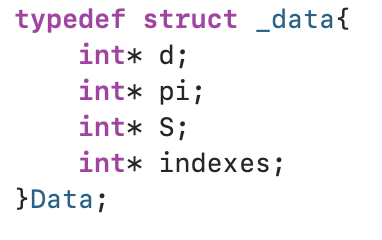 typedef struct _data{
    int* d;
    int* pi;
    int* S;
    int* indexes;
}Data;